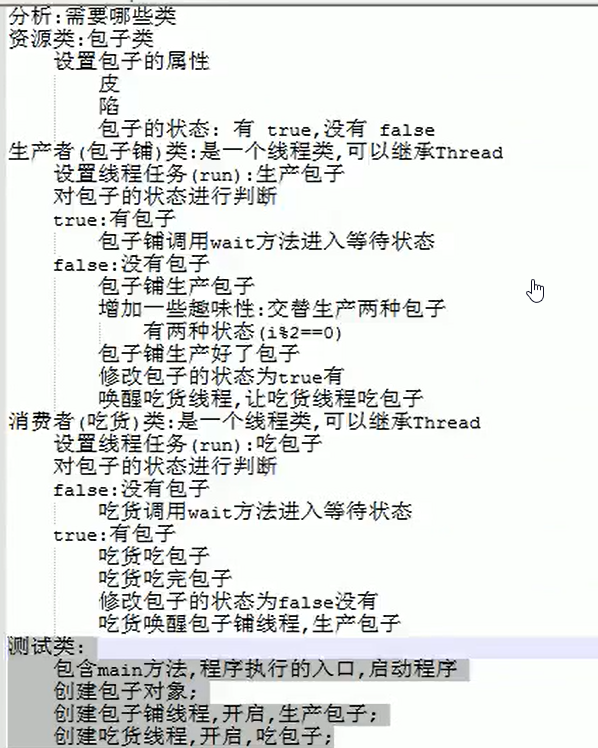 分析:需要哪些类
资源类:包子类
设置包子的属性
皮
陷
包子的状态: 有 true,没有 false
生产者(包子铺)类:是一个线程类,可以继承Thread
设置线程任务(run):生产包子
对包子的状态进行判断
true:有包子
包子铺调用wait方法进入等待状态
false:没有包子
包子铺生产包子
增加一些趣味性:交替生产两种包子
有两种状态(i%2==0)
包子铺生产好了包子
修改包子的状态为true有
唤醒吃货线程,让吃货线程吃包子
消费者(吃货)类:是一个线程类,可以继承Thread
设置线程任务(run):吃包子
对包子的状态进行判断
false:没有包子
吃货调用wait方法进入等待状态
true:有包子
吃货吃包子
吃货吃完包子
修改包子的状态为false没有
吃货唤醒包子铺线程,生产包子
测试类:
包含main方法,程序执行的入口,启动程序
创建包子对象;
创建包子铺线程,开启,生产包子;
创建吃货线程,开启,吃包子;